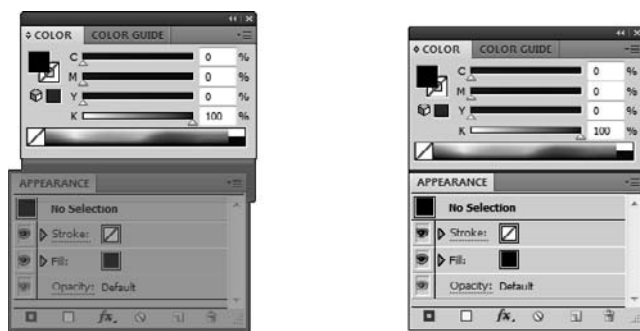 COLOR COLOR GUIDE
C 0 %
M 0 %
Y 0 %
K 100 %
APPEARANCE
No Selection
Stroke:
Fill:
Opacity: Default
fx.
COLOR COLOR GUIDE
C 0 %
M 0 %
Y 0 %
K 100 %
APPEARANCE
No Selection
Stroke:
Fill:
Opacity: Default
fx.